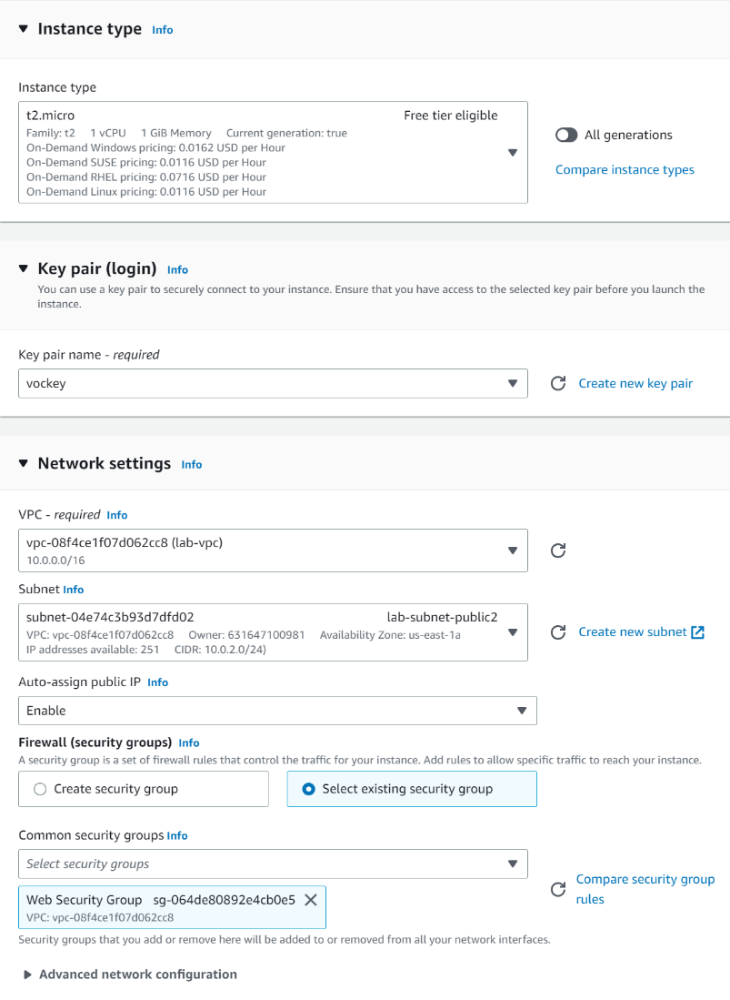 Instance type Info
Instance type
t2.micro Free tier eligible
Family: t2 1 vCPU 1 GiB Memory Current generation: true
On-Demand Windows pricing: 0.0162 USD per Hour
On-Demand SUSE pricing: 0.0116 USD per Hour
On-Demand RHEL pricing: 0.0716 USD per Hour
On-Demand Linux pricing: 0.0116 USD per Hour
All generations
Compare instance types
Key pair (login) Info
You can use a key pair to securely connect to your instance. Ensure that you have access to the selected key pair before you launch the
instance.
Key pair name - required
vockey
Create new key pair
Network settings Info
VPC - required Info
vpc-08f4ce1f07d062cc8 (lab-vpc)
10.0.0.0/16
Subnet Info
subnet-04e74c3b93d7dfd02 lab-subnet-public2
VPC: vpc-08f4ce1f07d062cc8 Owner: 631647100981 Availability Zone: us-east-1a
IP addresses available: 251 CIDR: 10.0.2.0/24)
Create new subnet
Auto-assign public IP Info
Enable
Firewall (security groups) Info
A security group is a set of firewall rules that control the traffic for your instance. Add rules to allow specific traffic to reach your instance.
Create security group
Select existing security group
Common security groups Info
Select security groups
Web Security Group sg-064de80892e4cb0e5
VPC: vpc-08f4ce1f07d062cc8
Compare security group
rules
Security groups that you add or remove here will be added to or removed from all your network interfaces.
Advanced network configuration